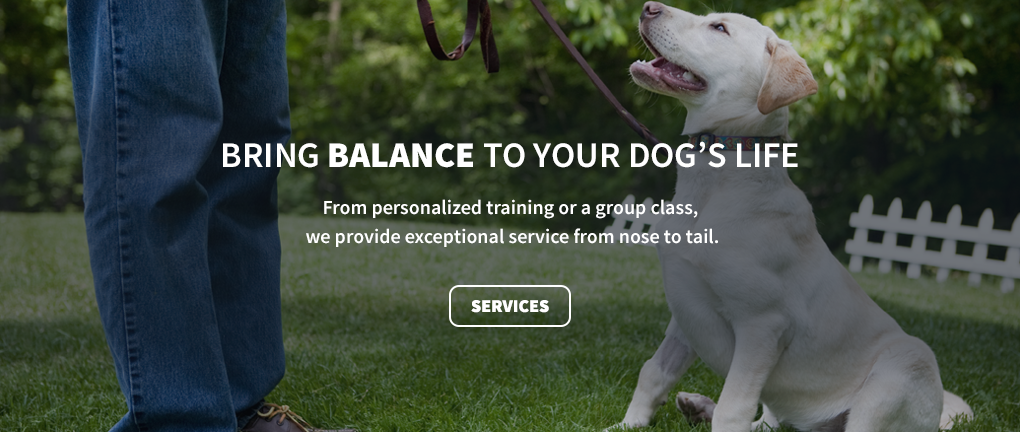 BRING BALANCE TO YOUR DOG’S LIFE
From personalized training or a group class,
we provide exceptional service from nose to tail.
SERVICES